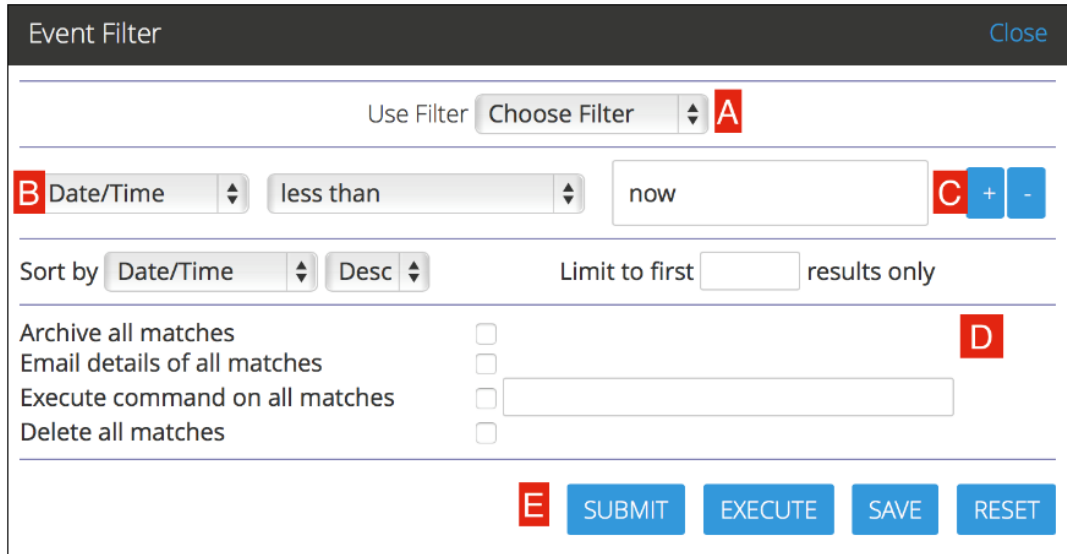 Event Filter Close
Use Filter Choose Filter A
B Date/Time less than now C + -
Sort by Date/Time Desc Limit to first results only
Archive all matches D
Email details of all matches
Execute command on all matches
Delete all matches
E SUBMIT EXECUTE SAVE RESET